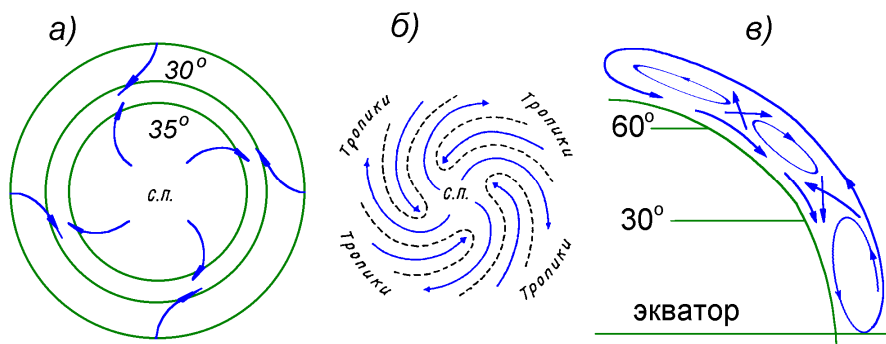 а)
30°
35°
с.п.
б)
Тропики
Тропики
с.п.
Тропики
Тропики
в)
60°
30°
экватор